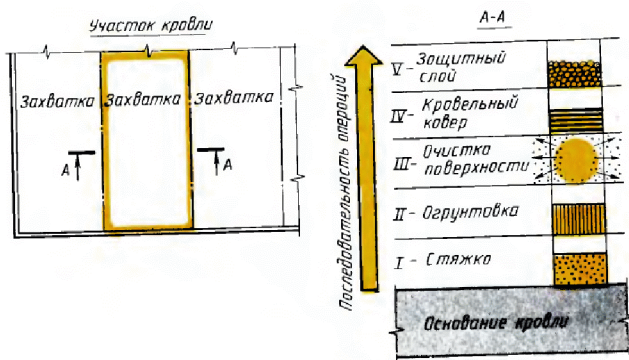 Участок кровли
Захватка Захватка Захватка
А А
А-А
Последовательность операций
V - Защитный
слой
IV - Кровельный
ковер
III - Очистка
поверхности
II - Огрунтовка
I - Стяжка
Основание кровли